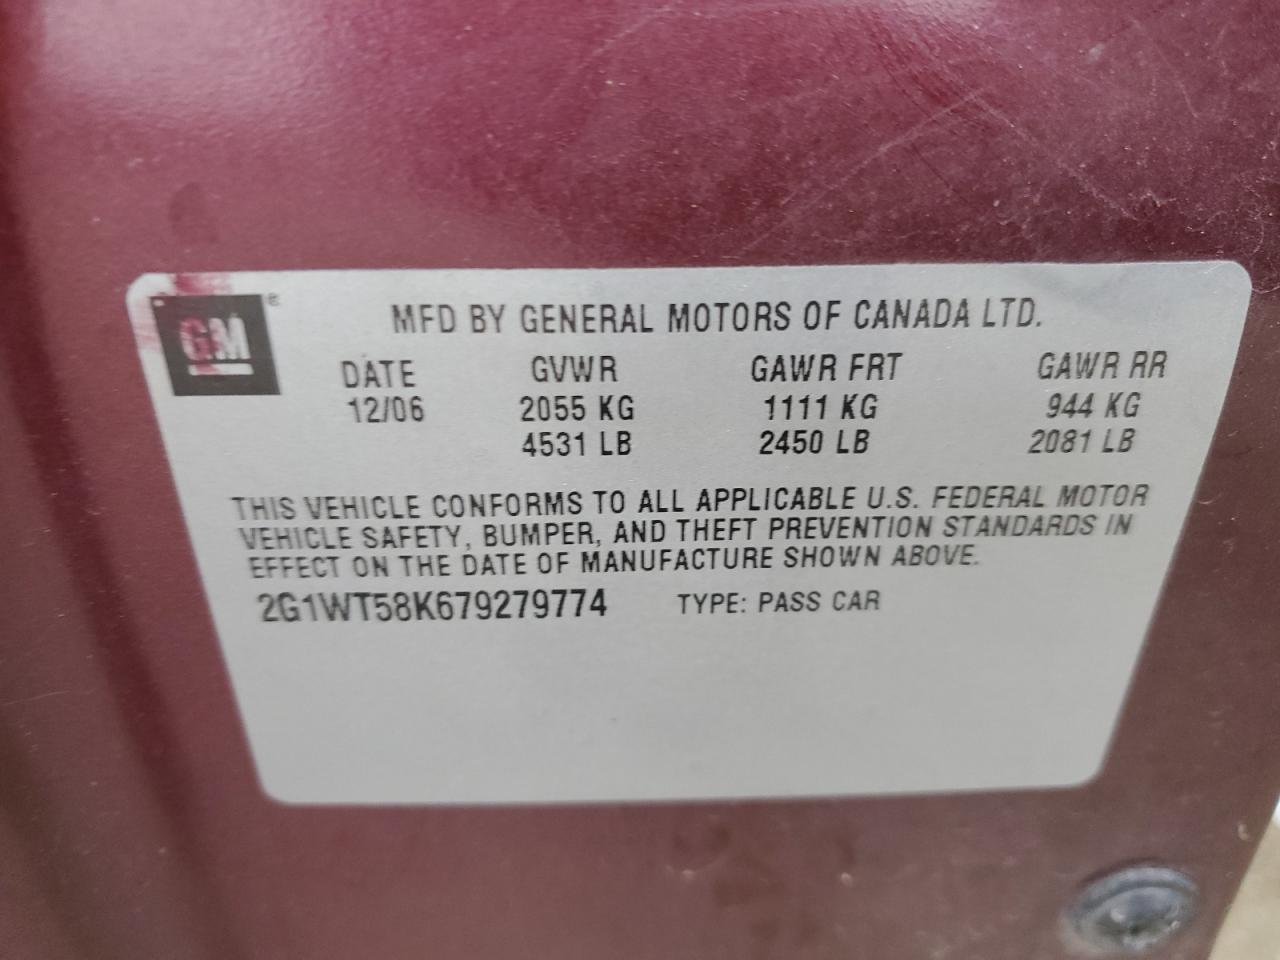 GM ®
MFD BY GENERAL MOTORS OF CANADA LTD.
DATE GVWR GAWR FRT GAWR RR
12/06 2055 KG 1111 KG 944 KG
4531 LB 2450 LB 2081 LB
THIS VEHICLE CONFORMS TO ALL APPLICABLE U.S. FEDERAL MOTOR
VEHICLE SAFETY, BUMPER, AND THEFT PREVENTION STANDARDS IN
EFFECT ON THE DATE OF MANUFACTURE SHOWN ABOVE.
2G1WT58K679279774 TYPE: PASS CAR